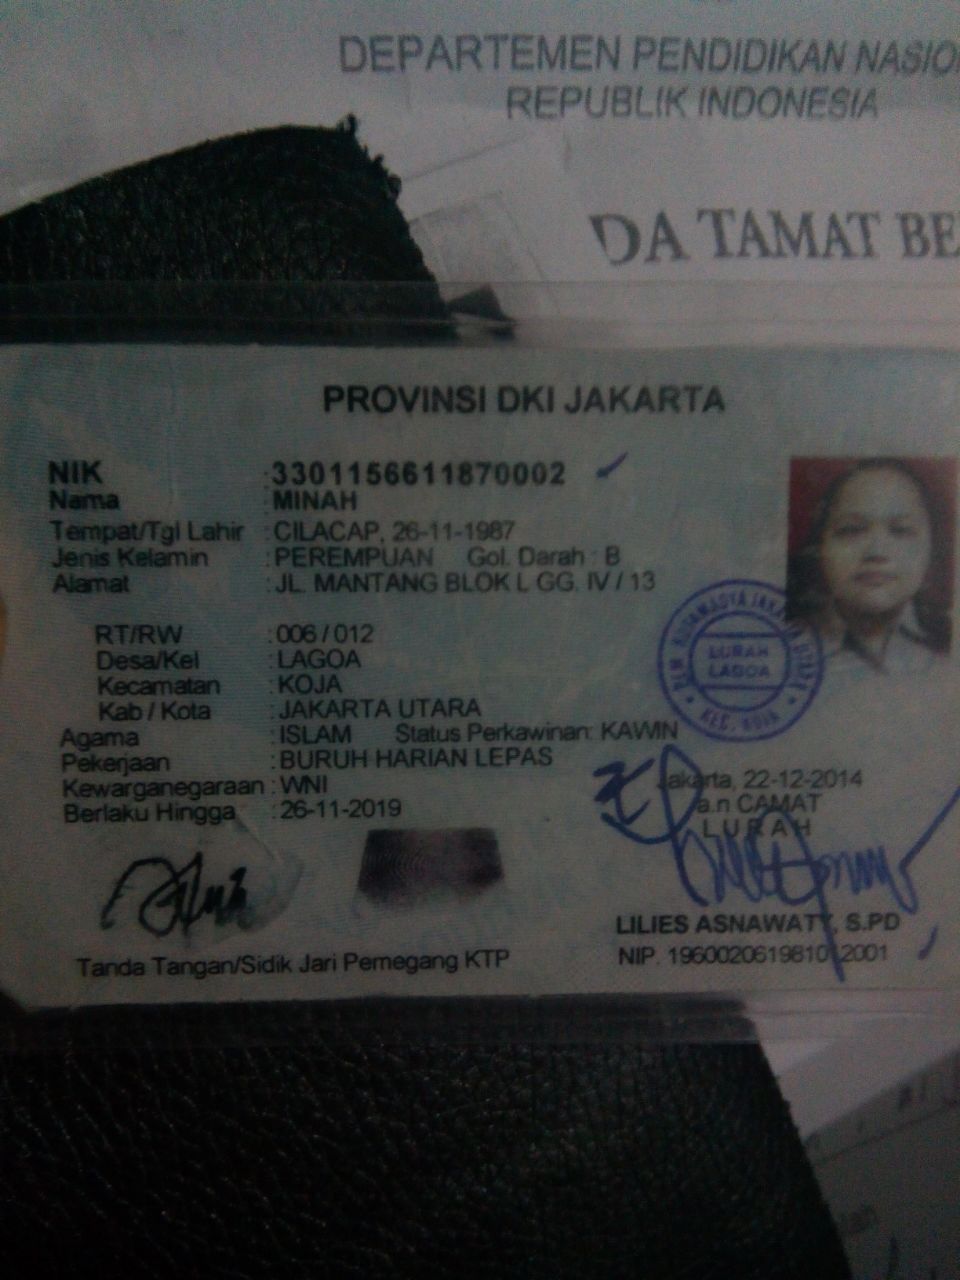 DEPARTEMEN PENDIDIKAN NASIO
REPUBLIK INDONESIA
DA TAMAT BE
PROVINSI DKI JAKARTA
NIK : 3301156611870002
Nama : MINAH
Tempat/Tgl Lahir : CILACAP, 26-11-1987
Jenis Kelamin : PEREMPUAN Gol. Darah : B
Alamat : JL. MANTANG BLOK L GG. IV / 13
RT/RW : 006 / 012
Desa/Kel : LAGOA
Kecamatan : KOJA
Kab / Kota : JAKARTA UTARA
Agama : ISLAM Status Perkawinan: KAWIN
Pekerjaan : BURUH HARIAN LEPAS
Kewarganegaraan : WNI
Berlaku Hingga : 26-11-2019
LURAH
LAGOA
KEC. KOJA
Jakarta, 22-12-2014
a.n CAMAT
LURAH
LILIES ASNAWATY, S.PD
NIP. 196002061981012001
Tanda Tangan/Sidik Jari Pemegang KTP